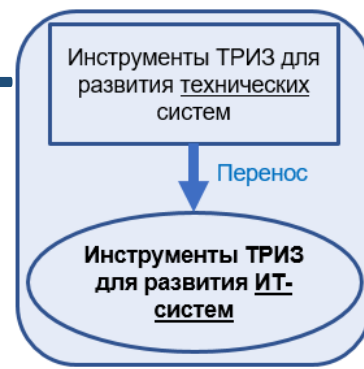 Инструменты ТРИЗ для
развития технических
систем
Перенос
Инструменты ТРИЗ
для развития ИТ-
систем